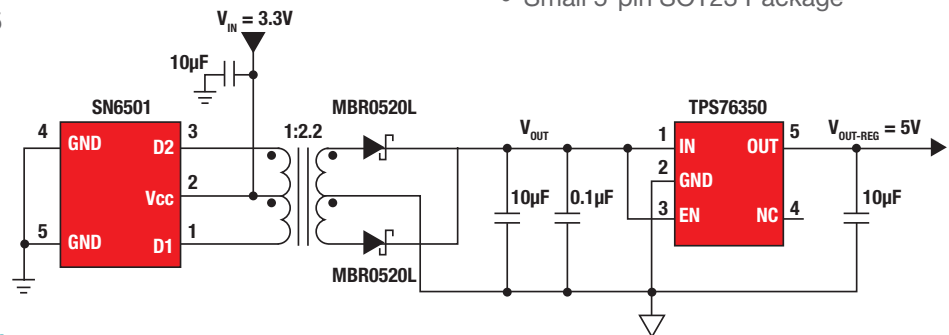 • Small 5-pin SOT23 Package
V_IN = 3.3V
10µF
SN6501
MBR0520L
TPS76350
1:2.2
V_OUT
V_OUT-REG = 5V
4
GND
D2
3
1
IN
OUT
5
2
GND
Vcc
2
10µF
0.1µF
3
EN
NC
4
10µF
5
GND
D1
1
MBR0520L